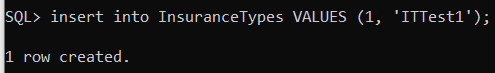 SQL> insert into InsuranceTypes VALUES (1, 'ITTest1');
1 row created.